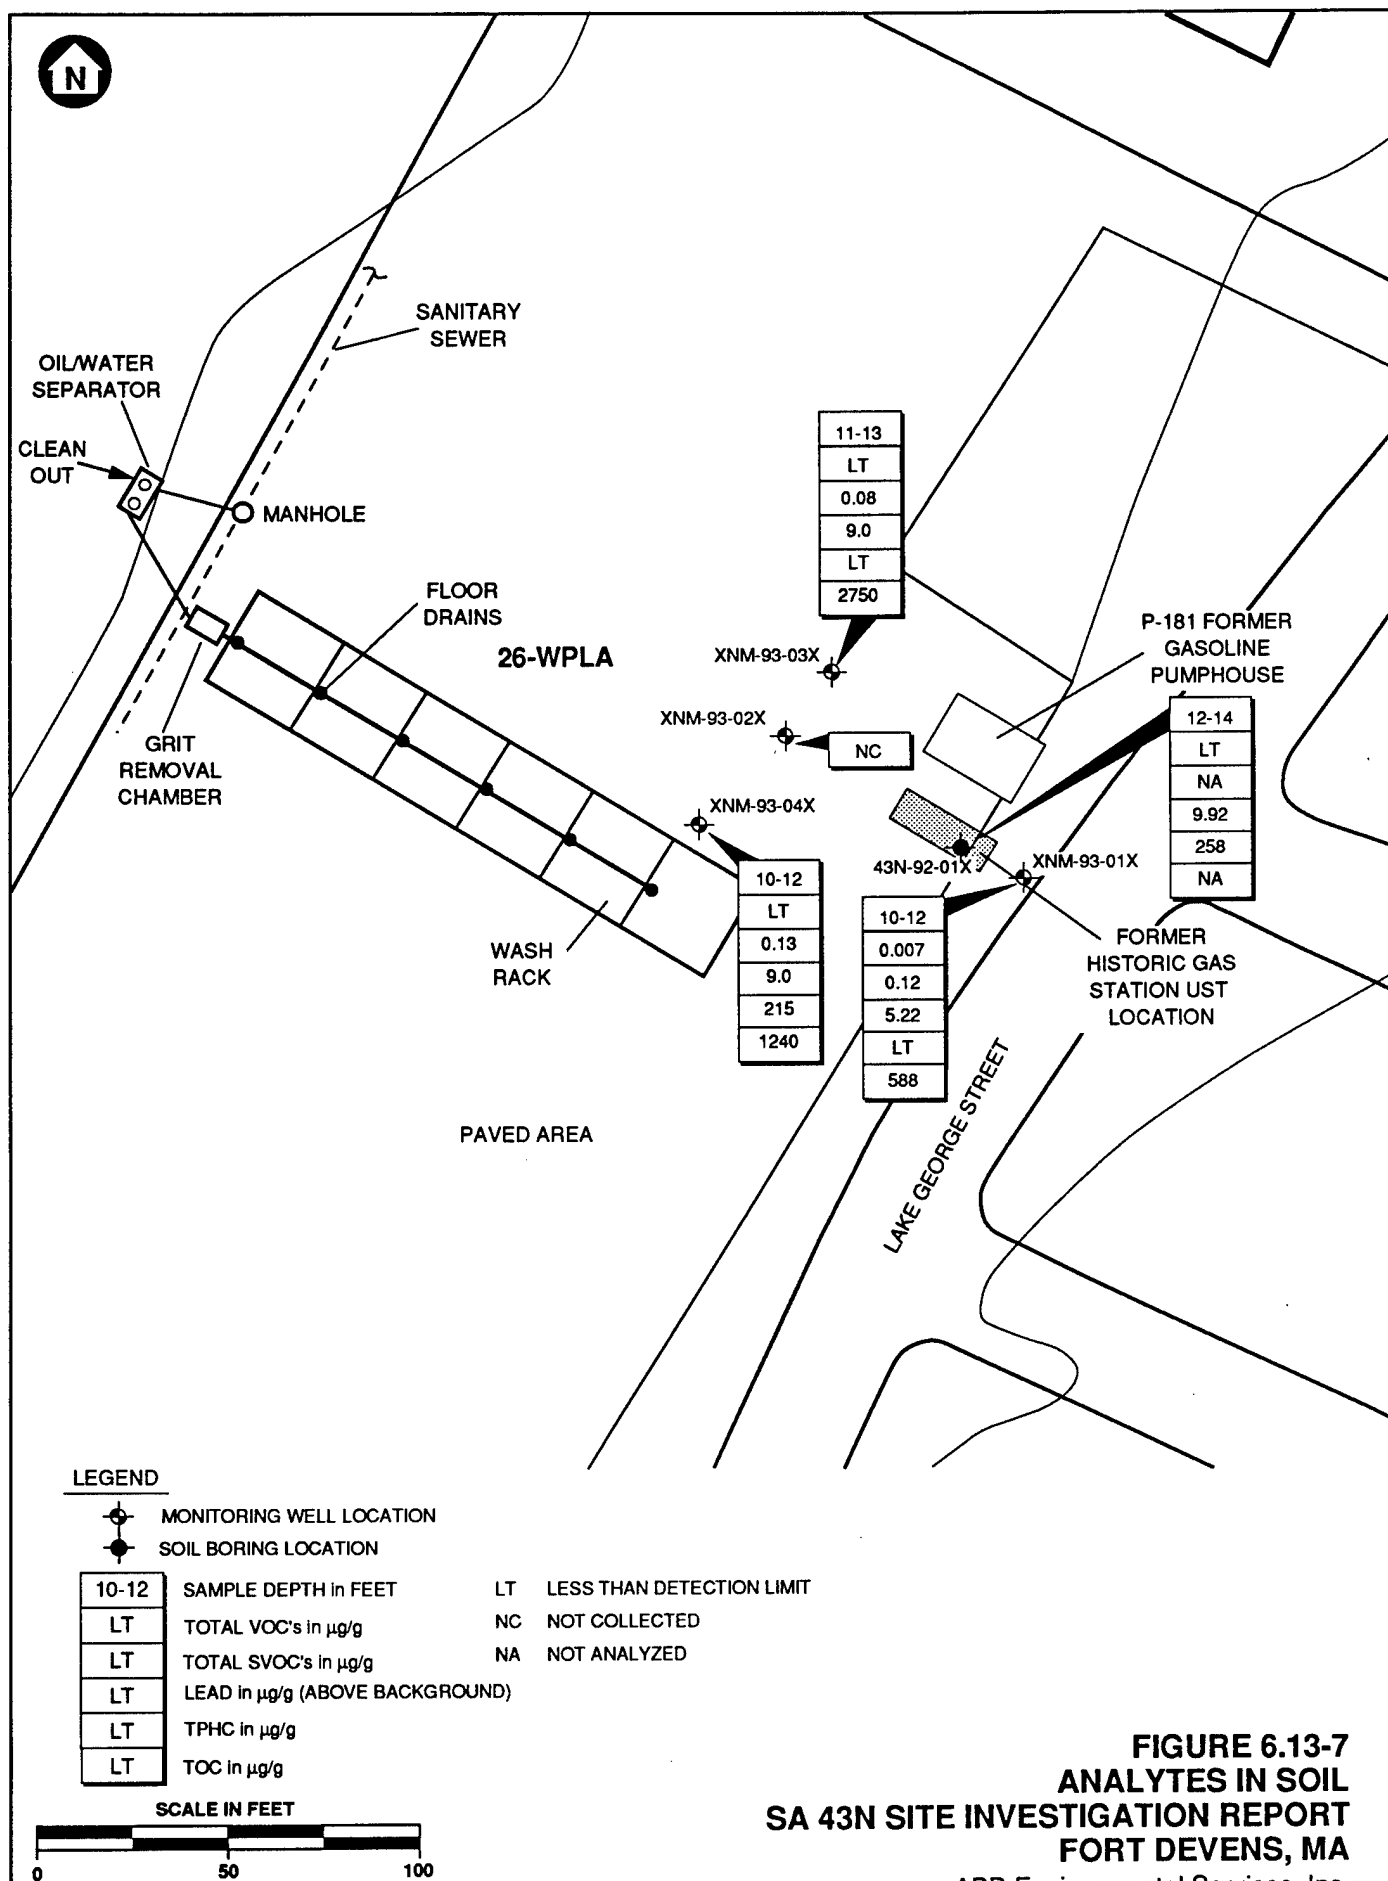 N
SANITARY
SEWER
OIL/WATER
SEPARATOR
CLEAN
OUT
MANHOLE
11-13
LT
0.08
9.0
LT
2750
FLOOR
DRAINS
26-WPLA
XNM-93-03X
P-181 FORMER
GASOLINE
PUMPHOUSE
XNM-93-02X
NC
12-14
LT
NA
9.92
258
NA
GRIT
REMOVAL
CHAMBER
XNM-93-04X
43N-92-01X
XNM-93-01X
10-12
LT
0.13
9.0
215
1240
10-12
0.007
0.12
5.22
LT
588
WASH
RACK
FORMER
HISTORIC GAS
STATION UST
LOCATION
LAKE GEORGE STREET
PAVED AREA
LEGEND
MONITORING WELL LOCATION
SOIL BORING LOCATION
10-12 SAMPLE DEPTH in FEET LT LESS THAN DETECTION LIMIT
LT TOTAL VOC's in µg/g NC NOT COLLECTED
LT TOTAL SVOC's in µg/g NA NOT ANALYZED
LT LEAD in µg/g (ABOVE BACKGROUND)
LT TPHC in µg/g
LT TOC in µg/g
SCALE IN FEET
0 50 100
FIGURE 6.13-7
ANALYTES IN SOIL
SA 43N SITE INVESTIGATION REPORT
FORT DEVENS, MA